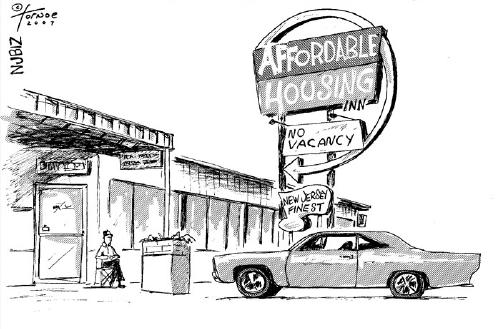 © TORNOE
2007
NJBIZ
AFFORDABLE
HOUSING
INN
NO
VACANCY
NEW JERSEY
FINEST